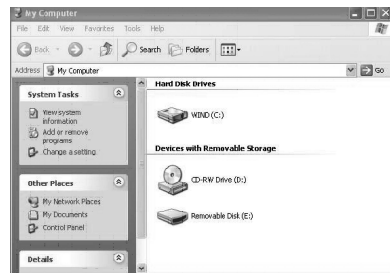 My Computer
File Edit View Favorites Tools Help
Back Search Folders
Address My Computer Go
System Tasks
View system
information
Add or remove
programs
Change a setting
Other Places
My Network Places
My Documents
Control Panel
Details
Hard Disk Drives
WIND (C:)
Devices with Removable Storage
CD-RW Drive (D:)
Removable Disk (E:)